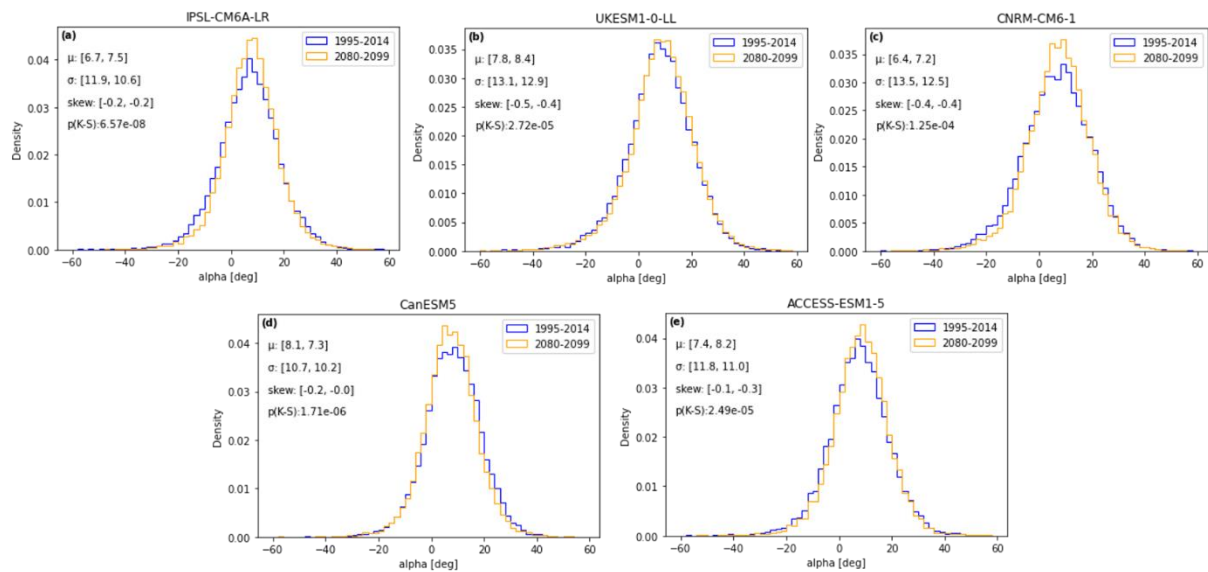 IPSL-CM6A-LR
(a)
μ: [6.7, 7.5]
σ: [11.9, 10.6]
skew: [-0.2, -0.2]
p(K-S):6.57e-08
1995-2014
2080-2099
Density
0.04
0.03
0.02
0.01
0.00
−60 −40 −20 0 20 40 60
alpha [deg]
UKESM1-0-LL
(b)
μ: [7.8, 8.4]
σ: [13.1, 12.9]
skew: [-0.5, -0.4]
p(K-S):2.72e-05
1995-2014
2080-2099
Density
0.035
0.030
0.025
0.020
0.015
0.010
0.005
0.000
−60 −40 −20 0 20 40 60
alpha [deg]
CNRM-CM6-1
(c)
μ: [6.4, 7.2]
σ: [13.5, 12.5]
skew: [-0.4, -0.4]
p(K-S):1.25e-04
1995-2014
2080-2099
Density
0.035
0.030
0.025
0.020
0.015
0.010
0.005
0.000
−60 −40 −20 0 20 40 60
alpha [deg]
CanESM5
(d)
μ: [8.1, 7.3]
σ: [10.7, 10.2]
skew: [-0.2, -0.0]
p(K-S):1.71e-06
1995-2014
2080-2099
Density
0.04
0.03
0.02
0.01
0.00
−60 −40 −20 0 20 40 60
alpha [deg]
ACCESS-ESM1-5
(e)
μ: [7.4, 8.2]
σ: [11.8, 11.0]
skew: [-0.1, -0.3]
p(K-S):2.49e-05
1995-2014
2080-2099
Density
0.04
0.03
0.02
0.01
0.00
−60 −40 −20 0 20 40 60
alpha [deg]